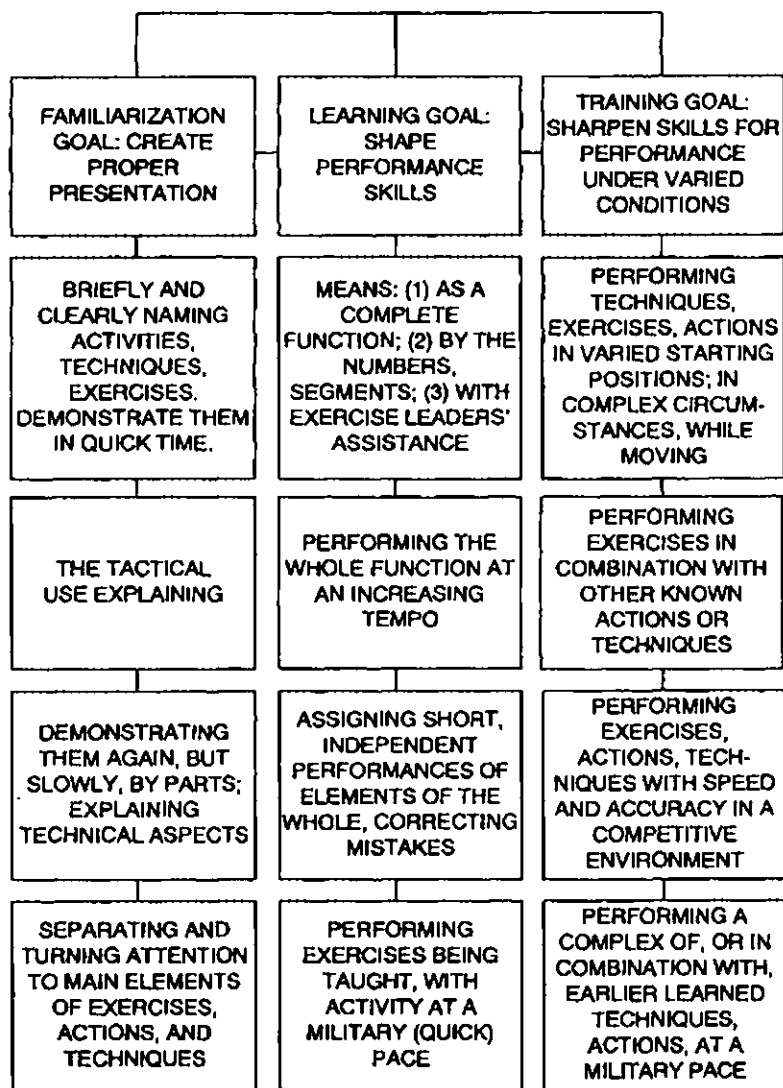 FAMILIARIZATION
GOAL: CREATE
PROPER
PRESENTATION
LEARNING GOAL:
SHAPE
PERFORMANCE
SKILLS
TRAINING GOAL:
SHARPEN SKILLS FOR
PERFORMANCE
UNDER VARIED
CONDITIONS
BRIEFLY AND
CLEARLY NAMING
ACTIVITIES,
TECHNIQUES,
EXERCISES.
DEMONSTRATE THEM
IN QUICK TIME.
MEANS: (1) AS A
COMPLETE
FUNCTION; (2) BY THE
NUMBERS,
SEGMENTS; (3) WITH
EXERCISE LEADERS'
ASSISTANCE
PERFORMING
TECHNIQUES,
EXERCISES, ACTIONS
IN VARIED STARTING
POSITIONS; IN
COMPLEX CIRCUM-
STANCES, WHILE
MOVING
THE TACTICAL
USE EXPLAINING
PERFORMING THE
WHOLE FUNCTION AT
AN INCREASING
TEMPO
PERFORMING
EXERCISES IN
COMBINATION WITH
OTHER KNOWN
ACTIONS OR
TECHNIQUES
DEMONSTRATING
THEM AGAIN, BUT
SLOWLY, BY PARTS;
EXPLAINING
TECHNICAL ASPECTS
ASSIGNING SHORT,
INDEPENDENT
PERFORMANCES OF
ELEMENTS OF THE
WHOLE, CORRECTING
MISTAKES
PERFORMING
EXERCISES,
ACTIONS, TECH-
NIQUES WITH SPEED
AND ACCURACY IN A
COMPETITIVE
ENVIRONMENT
SEPARATING AND
TURNING ATTENTION
TO MAIN ELEMENTS
OF EXERCISES,
ACTIONS, AND
TECHNIQUES
PERFORMING
EXERCISES BEING
TAUGHT, WITH
ACTIVITY AT A
MILITARY (QUICK)
PACE
PERFORMING A
COMPLEX OF, OR IN
COMBINATION WITH,
EARLIER LEARNED
TECHNIQUES,
ACTIONS, AT A
MILITARY PACE